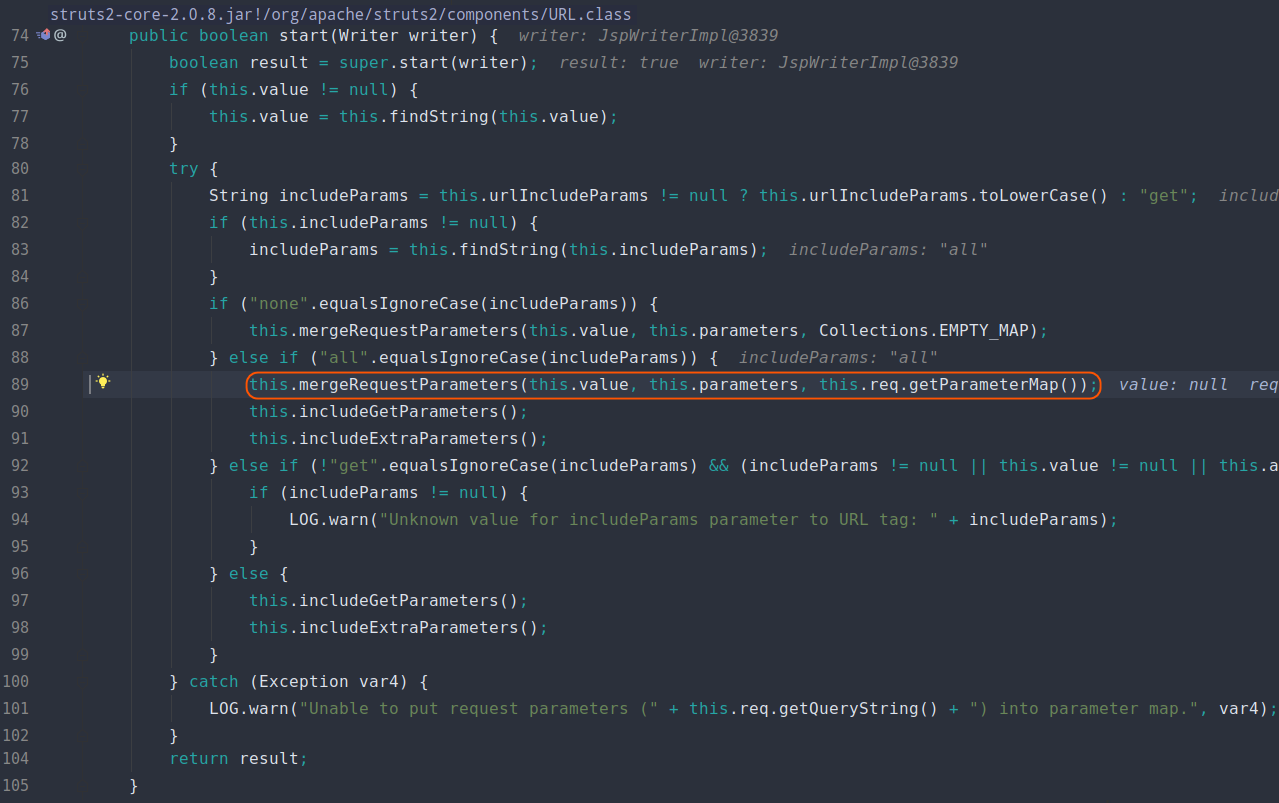 struts2-core-2.0.8.jar!/org/apache/struts2/components/URL.class
74 @ public boolean start(Writer writer) { writer: JspWriterImpl@3839
75 boolean result = super.start(writer); result: true writer: JspWriterImpl@3839
76 if (this.value != null) {
77 this.value = this.findString(this.value);
78 }
80 try {
81 String includeParams = this.urlIncludeParams != null ? this.urlIncludeParams.toLowerCase() : "get"; includ
82 if (this.includeParams != null) {
83 includeParams = this.findString(this.includeParams); includeParams: "all"
84 }
86 if ("none".equalsIgnoreCase(includeParams)) {
87 this.mergeRequestParameters(this.value, this.parameters, Collections.EMPTY_MAP);
88 } else if ("all".equalsIgnoreCase(includeParams)) { includeParams: "all"
89 this.mergeRequestParameters(this.value, this.parameters, this.req.getParameterMap()); value: null req
90 this.includeGetParameters();
91 this.includeExtraParameters();
92 } else if (!"get".equalsIgnoreCase(includeParams) && (includeParams != null || this.value != null || this.a
93 if (includeParams != null) {
94 LOG.warn("Unknown value for includeParams parameter to URL tag: " + includeParams);
95 }
96 } else {
97 this.includeGetParameters();
98 this.includeExtraParameters();
99 }
100 } catch (Exception var4) {
101 LOG.warn("Unable to put request parameters (" + this.req.getQueryString() + ") into parameter map.", var4);
102 }
104 return result;
105 }